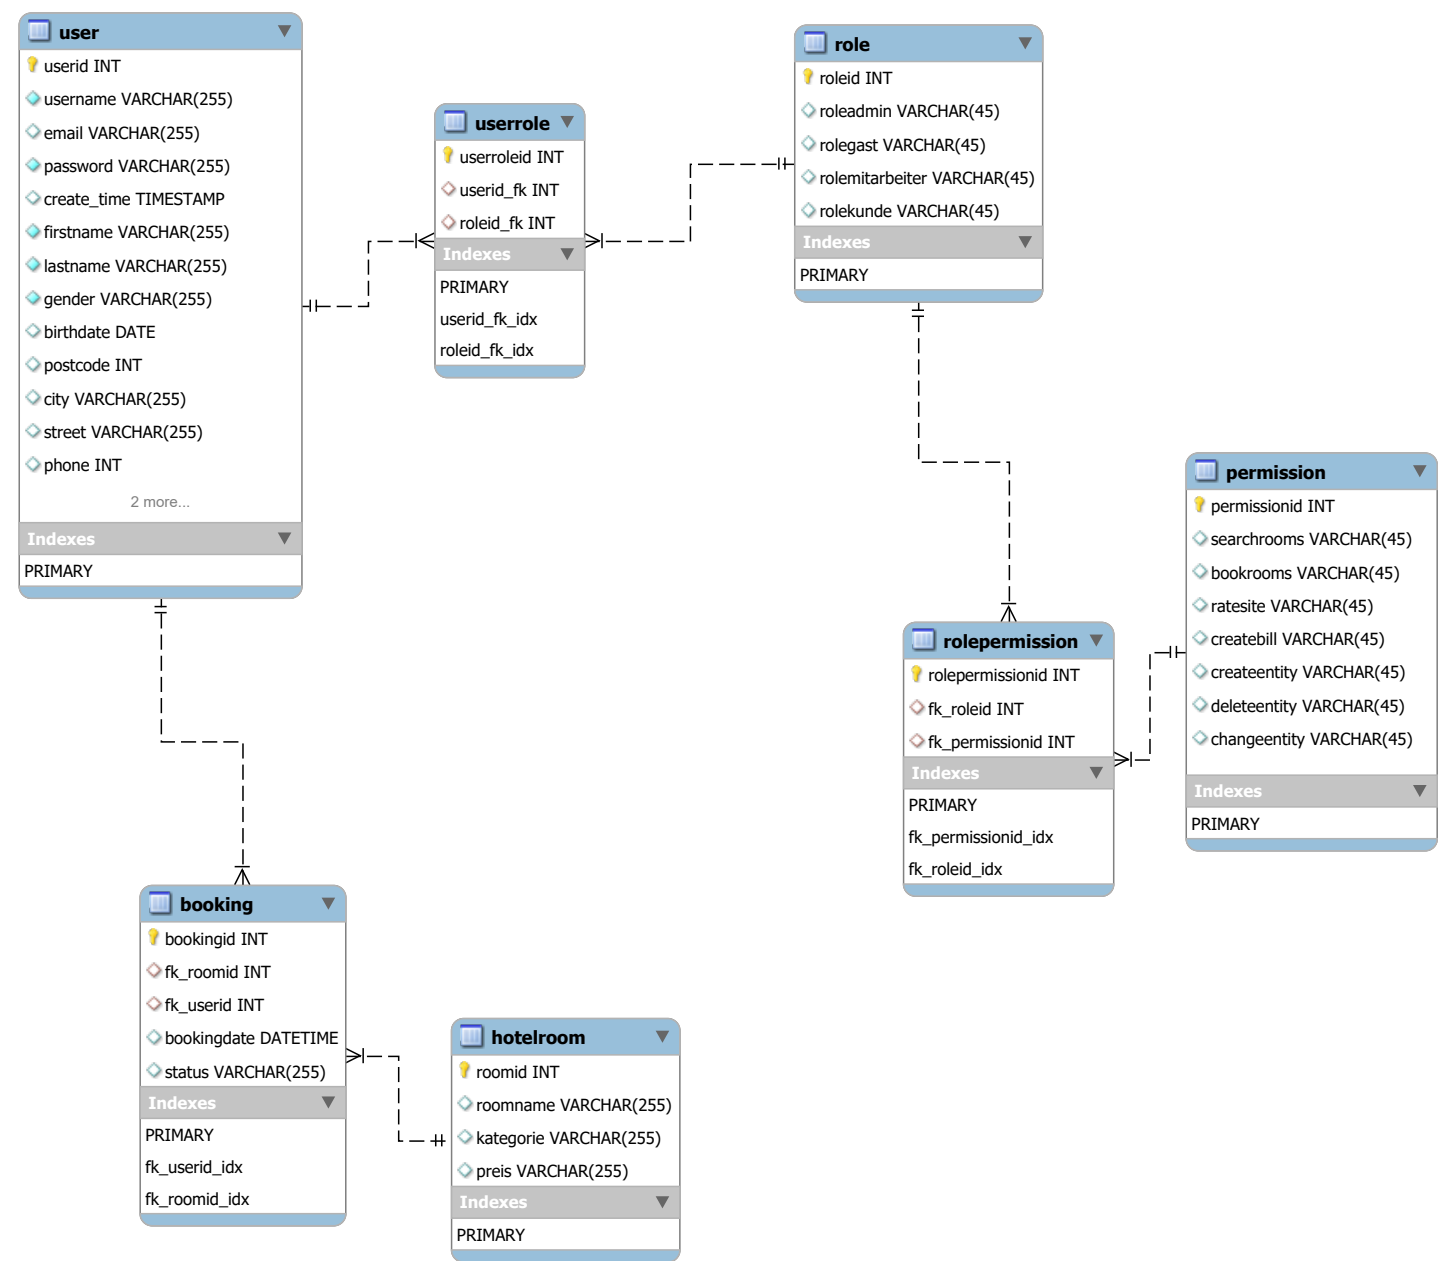 user
userid INT
username VARCHAR(255)
email VARCHAR(255)
password VARCHAR(255)
create_time TIMESTAMP
firstname VARCHAR(255)
lastname VARCHAR(255)
gender VARCHAR(255)
birthdate DATE
postcode INT
city VARCHAR(255)
street VARCHAR(255)
phone INT
2 more...
Indexes
PRIMARY
userrole
userroleid INT
userid_fk INT
roleid_fk INT
Indexes
PRIMARY
userid_fk_idx
roleid_fk_idx
role
roleid INT
roleadmin VARCHAR(45)
rolegast VARCHAR(45)
rolemitarbeiter VARCHAR(45)
rolekunde VARCHAR(45)
Indexes
PRIMARY
permission
permissionid INT
searchrooms VARCHAR(45)
bookrooms VARCHAR(45)
ratesite VARCHAR(45)
createbill VARCHAR(45)
createentity VARCHAR(45)
deleteentity VARCHAR(45)
changeentity VARCHAR(45)
Indexes
PRIMARY
rolepermission
rolepermissionid INT
fk_roleid INT
fk_permissionid INT
Indexes
PRIMARY
fk_permissionid_idx
fk_roleid_idx
booking
bookingid INT
fk_roomid INT
fk_userid INT
bookingdate DATETIME
status VARCHAR(255)
Indexes
PRIMARY
fk_userid_idx
fk_roomid_idx
hotelroom
roomid INT
roomname VARCHAR(255)
kategorie VARCHAR(255)
preis VARCHAR(255)
Indexes
PRIMARY